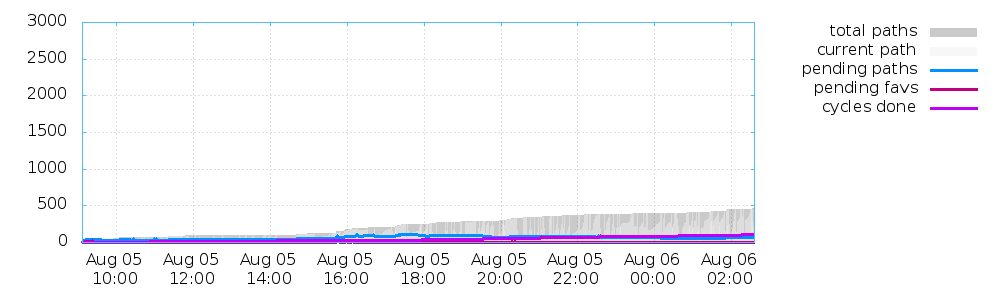 3000
2500
2000
1500
1000
500
0
Aug 05 Aug 05 Aug 05 Aug 05 Aug 05 Aug 05 Aug 05 Aug 06 Aug 06
10:00 12:00 14:00 16:00 18:00 20:00 22:00 00:00 02:00
total paths
current path
pending paths
pending favs
cycles done